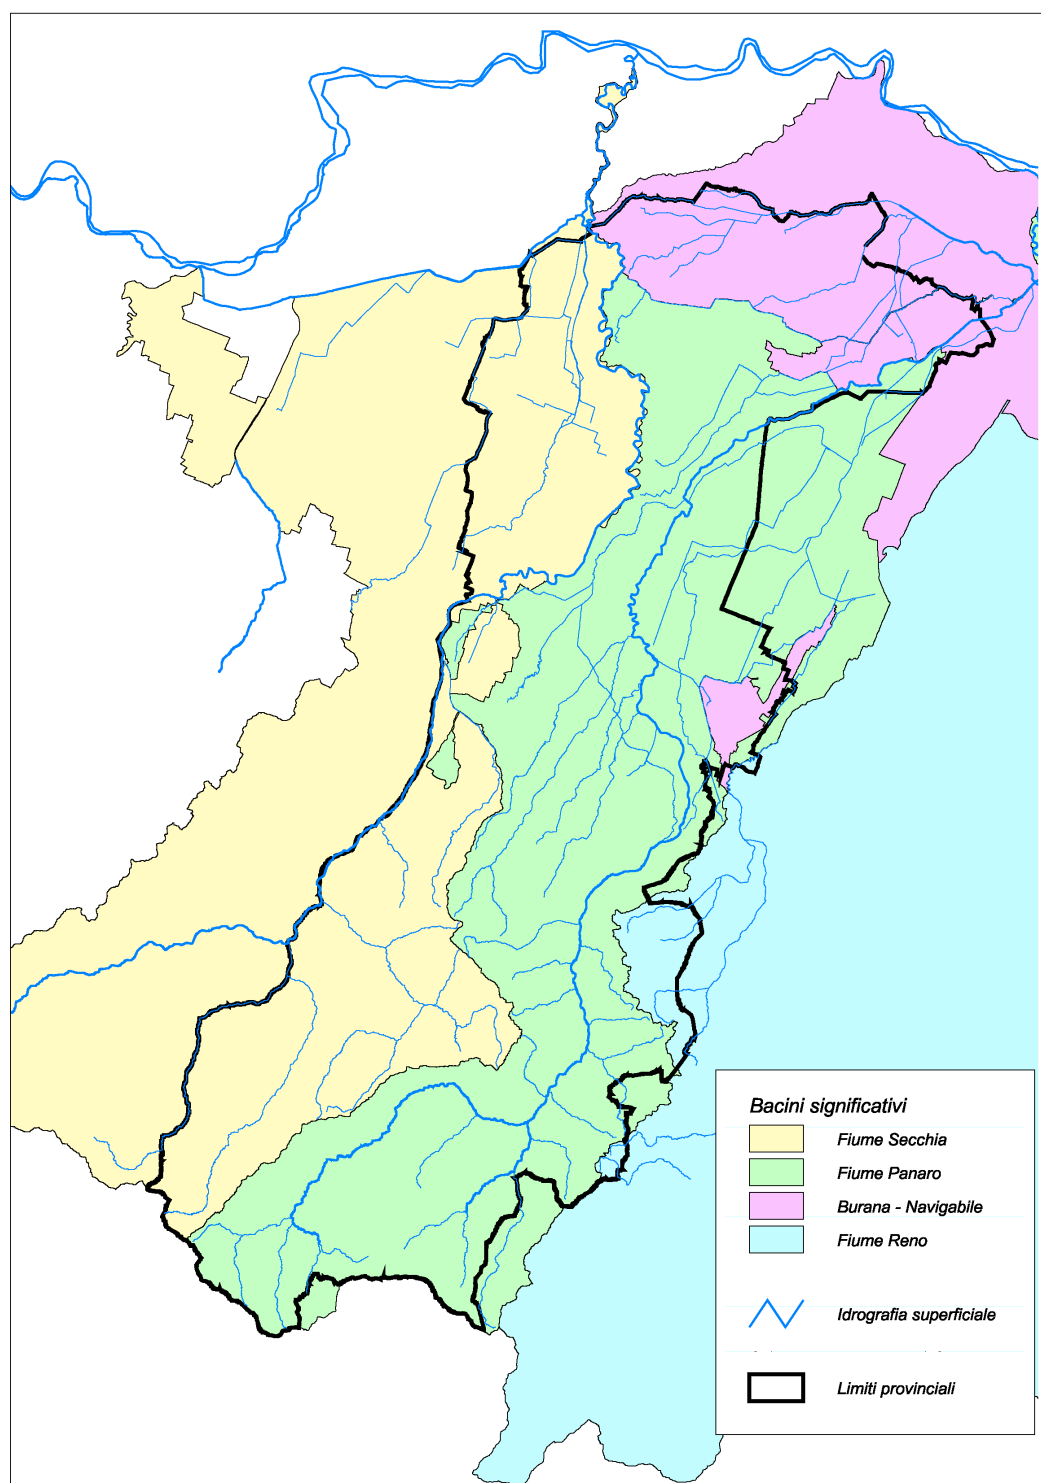 Bacini significativi
Fiume Secchia
Fiume Panaro
Burana - Navigabile
Fiume Reno
Idrografia superficiale
Limiti provinciali